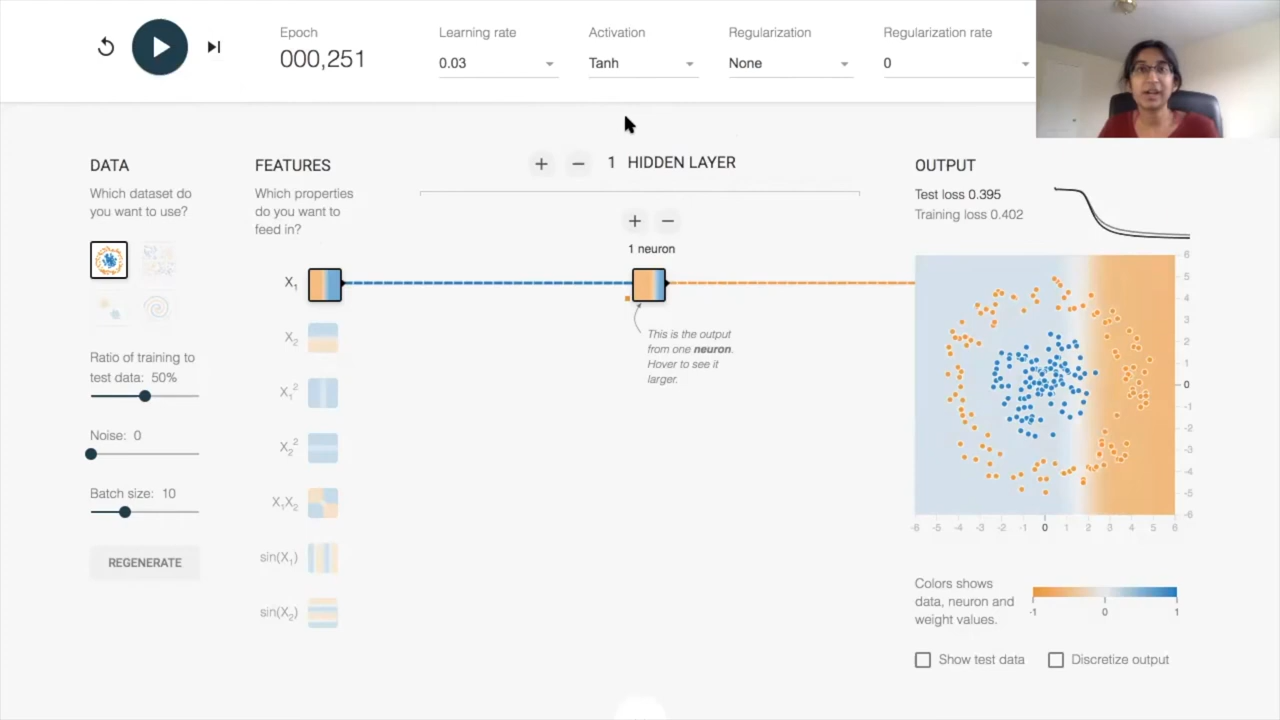 Epoch
000,251
Learning rate
0.03
Activation
Tanh
Regularization
None
Regularization rate
0
DATA
Which dataset do
you want to use?
Ratio of training to
test data: 50%
Noise: 0
Batch size: 10
REGENERATE
FEATURES
Which properties
do you want to
feed in?
X₁
X₂
X₁²
X₂²
X₁X₂
sin(X₁)
sin(X₂)
+ − 1 HIDDEN LAYER
+ −
1 neuron
This is the output
from one neuron.
Hover to see it
larger.
OUTPUT
Test loss 0.395
Training loss 0.402
6
5
4
3
2
1
0
-1
-2
-3
-4
-5
-6
-6 -5 -4 -3 -2 -1 0 1 2 3 4 5 6
Colors shows
data, neuron and
weight values.
-1 0 1
Show test data
Discretize output